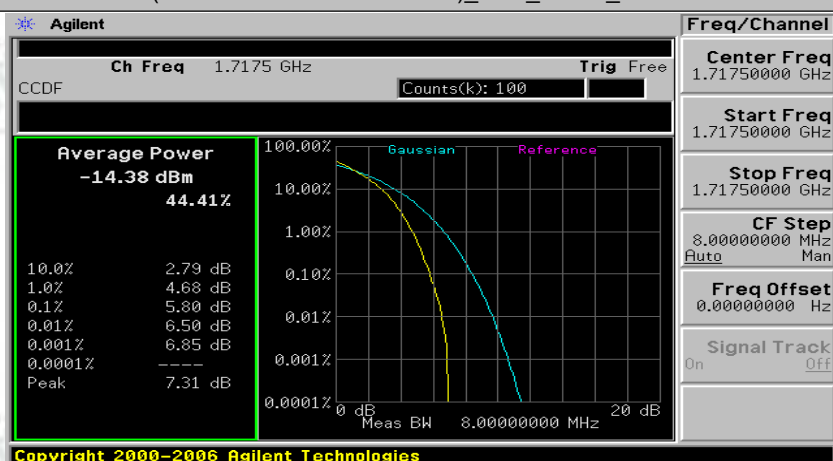 Agilent
Freq/Channel
Ch Freq 1.7175 GHz Trig Free
CCDF Counts(k): 100
Center Freq
1.71750000 GHz
Start Freq
1.71750000 GHz
Stop Freq
1.71750000 GHz
CF Step
8.00000000 MHz
Auto Man
Freq Offset
0.00000000 Hz
Signal Track
On Off
Average Power
-14.38 dBm
44.41%
10.0% 2.79 dB
1.0% 4.68 dB
0.1% 5.80 dB
0.01% 6.50 dB
0.001% 6.85 dB
0.0001% ----
Peak 7.31 dB
Gaussian Reference
100.00%
10.00%
1.00%
0.10%
0.01%
0.001%
0.0001%
0 dB 20 dB
Meas BW 8.00000000 MHz
Copyright 2000-2006 Agilent Technologies